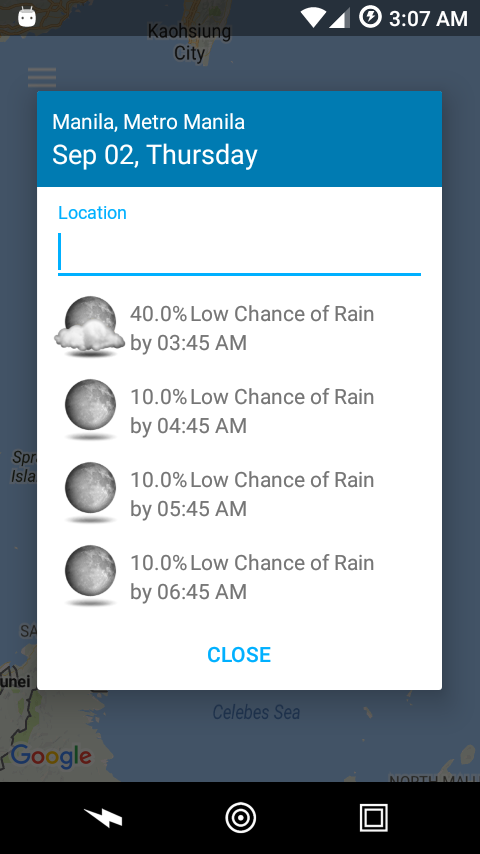 3:07 AM
Kaohsiung
City
Manila, Metro Manila
Sep 02, Thursday
Location
40.0% Low Chance of Rain
by 03:45 AM
10.0% Low Chance of Rain
by 04:45 AM
10.0% Low Chance of Rain
by 05:45 AM
10.0% Low Chance of Rain
by 06:45 AM
CLOSE
Spr
Isla
SA
unei
Celebes Sea
Google
NORTH MALU